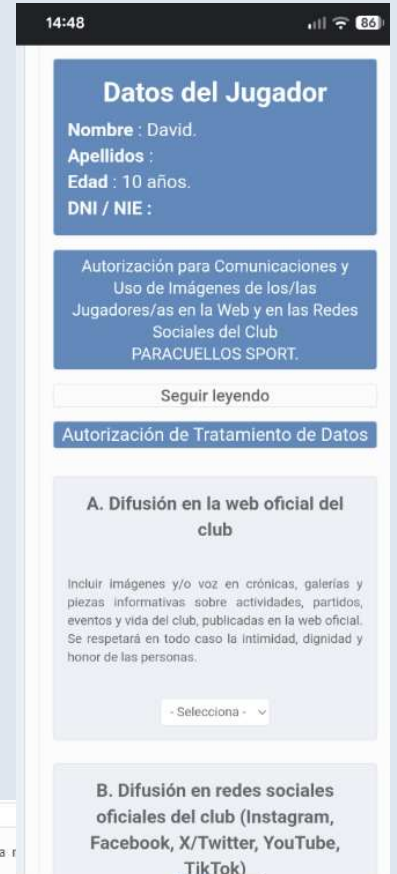 14:48
86
Datos del Jugador
Nombre : David.
Apellidos :
Edad : 10 años.
DNI / NIE :
Autorización para Comunicaciones y
Uso de Imágenes de los/las
Jugadores/as en la Web y en las Redes
Sociales del Club
PARACUELLOS SPORT.
Seguir leyendo
Autorización de Tratamiento de Datos
A. Difusión en la web oficial del
club
Incluir imágenes y/o voz en crónicas, galerías y
piezas informativas sobre actividades, partidos,
eventos y vida del club, publicadas en la web oficial.
Se respetará en todo caso la intimidad, dignidad y
honor de las personas.
- Selecciona -
B. Difusión en redes sociales
oficiales del club (Instagram,
Facebook, X/Twitter, YouTube,
TikTok)